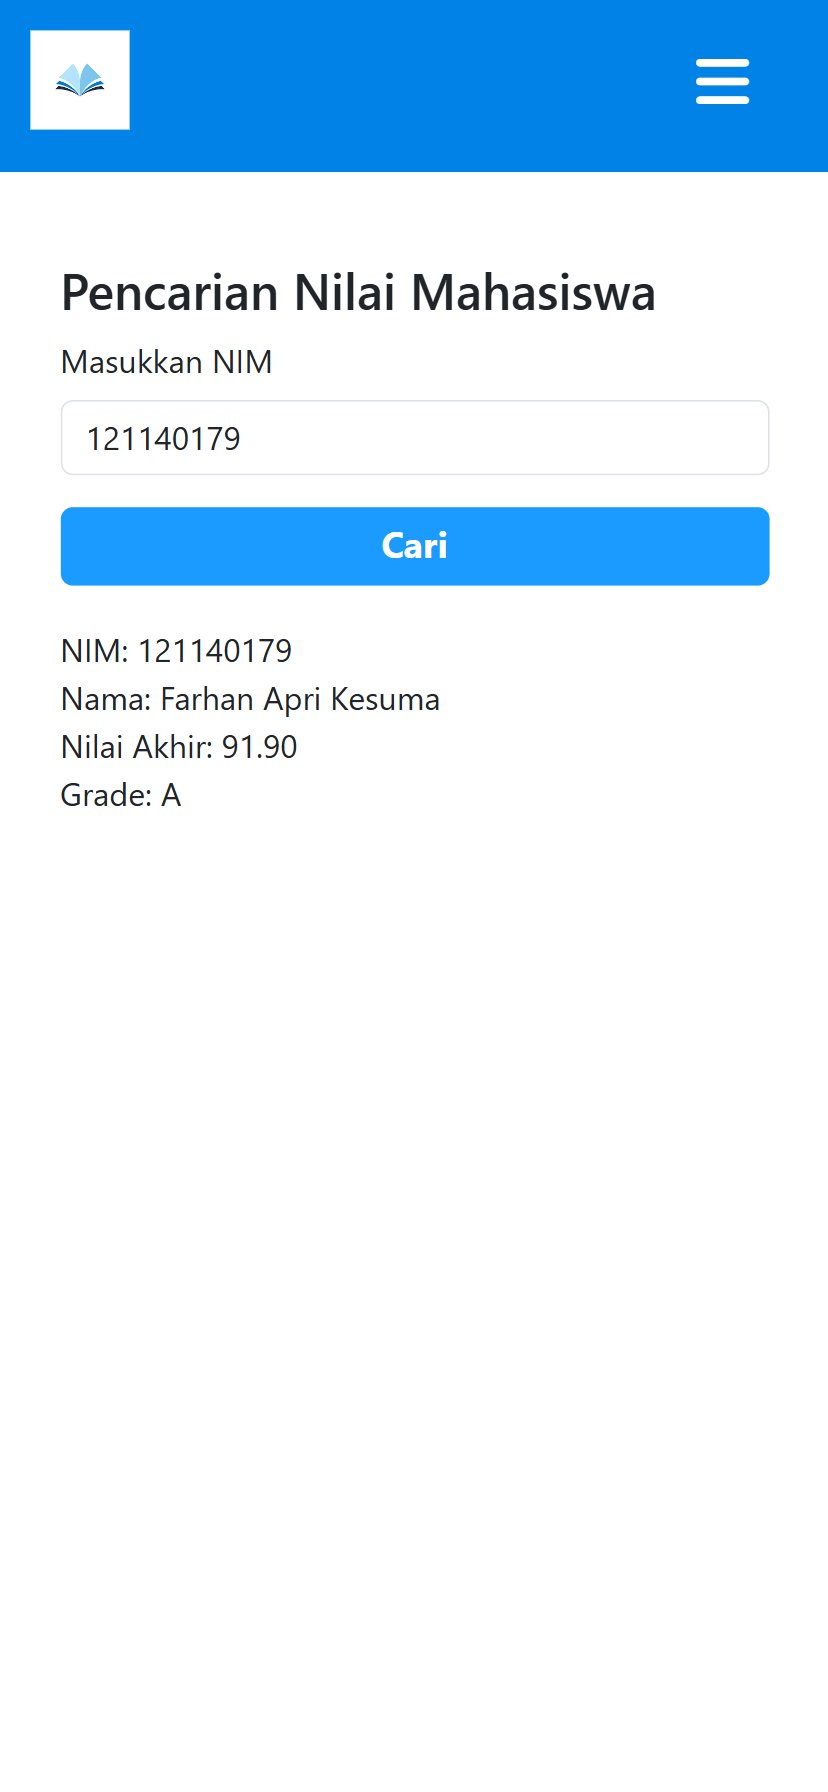 Pencarian Nilai Mahasiswa
Masukkan NIM
121140179
Cari
NIM: 121140179
Nama: Farhan Apri Kesuma
Nilai Akhir: 91.90
Grade: A